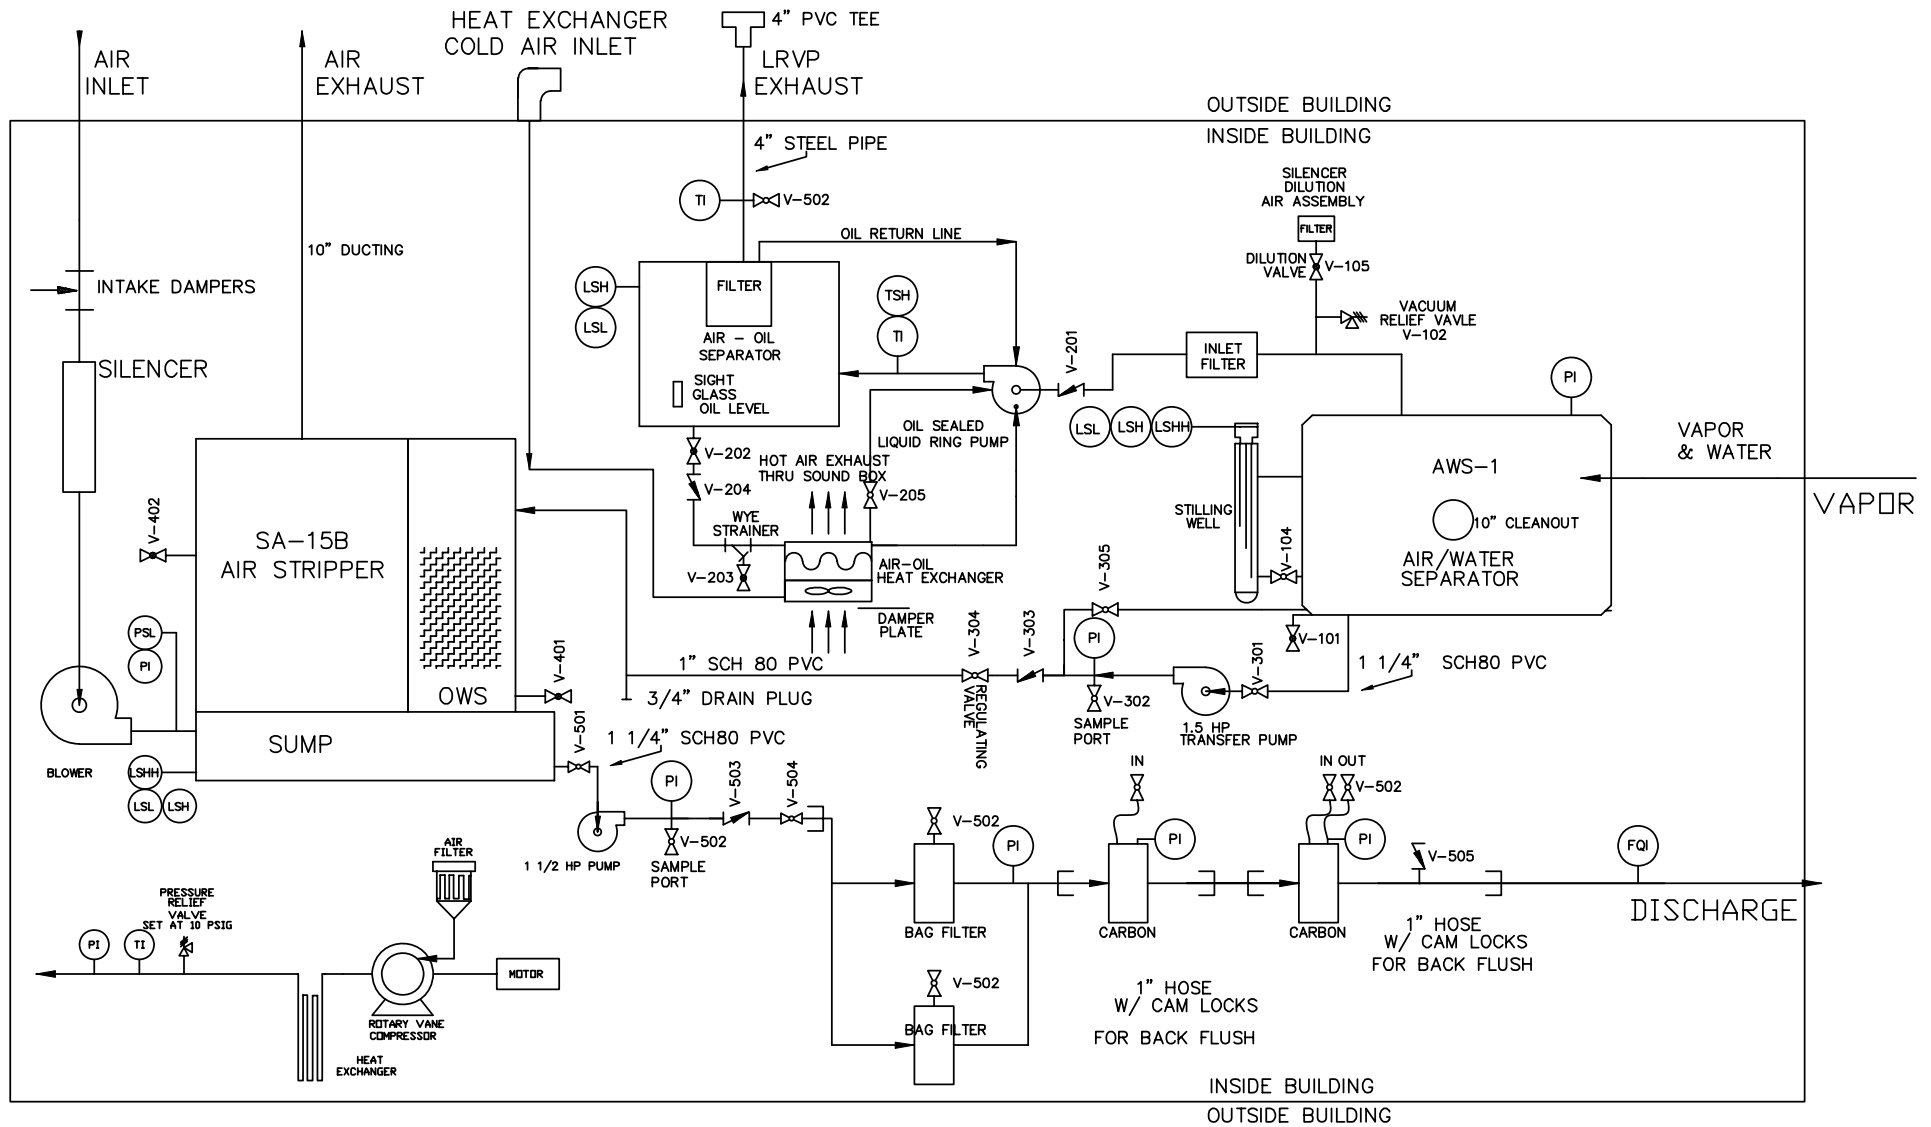 HEAT EXCHANGER
COLD AIR INLET
4" PVC TEE
AIR
INLET
AIR
EXHAUST
LRVP
EXHAUST
OUTSIDE BUILDING
INSIDE BUILDING
4" STEEL PIPE
TI
V-502
SILENCER
DILUTION
AIR ASSEMBLY
FILTER
DILUTION
VALVE
V-105
VACUUM
RELIEF VAVLE
V-102
10" DUCTING
OIL RETURN LINE
INTAKE DAMPERS
LSH
LSL
FILTER
AIR - OIL
SEPARATOR
SIGHT
GLASS
OIL LEVEL
TSH
TI
V-201
INLET
FILTER
PI
SILENCER
OIL SEALED
LIQUID RING PUMP
LSL
LSH
LSHH
VAPOR
& WATER
VAPOR
AWS-1
10" CLEANOUT
AIR/WATER
SEPARATOR
STILLING
WELL
V-104
V-202
V-204
HOT AIR EXHAUST
THRU SOUND BOX
V-205
WYE
STRAINER
V-203
AIR-OIL
HEAT EXCHANGER
DAMPER
PLATE
V-402
SA-15B
AIR STRIPPER
OWS
SUMP
PSL
PI
V-401
V-305
PI
V-101
V-304
V-303
V-301
1" SCH 80 PVC
3/4" DRAIN PLUG
REGULATING
VALVE
V-302
SAMPLE
PORT
1.5 HP
TRANSFER PUMP
1 1/4" SCH80 PVC
BLOWER
LSHH
LSL
LSH
V-501
1 1/4" SCH80 PVC
PI
V-503
V-504
1 1/2 HP PUMP
V-502
SAMPLE
PORT
V-502
PI
BAG FILTER
IN
PI
CARBON
IN OUT
V-502
PI
CARBON
V-505
FQI
DISCHARGE
1" HOSE
W/ CAM LOCKS
FOR BACK FLUSH
V-502
BAG FILTER
1" HOSE
W/ CAM LOCKS
FOR BACK FLUSH
AIR
FILTER
PRESSURE
RELIEF
VALVE
SET AT 10 PSIG
PI
TI
MOTOR
ROTARY VANE
COMPRESSOR
HEAT
EXCHANGER
INSIDE BUILDING
OUTSIDE BUILDING